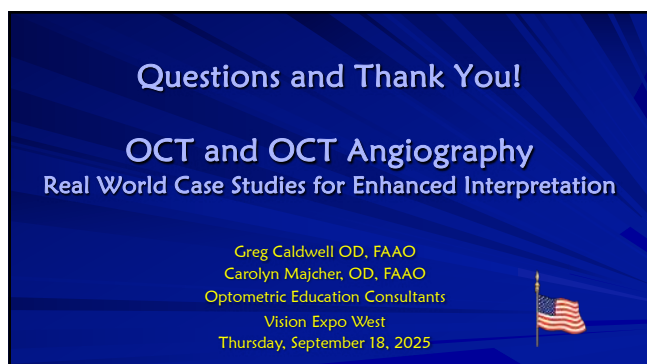 Questions and Thank You!
OCT and OCT Angiography
Real World Case Studies for Enhanced Interpretation
Greg Caldwell OD, FAAO
Carolyn Majcher, OD, FAAO
Optometric Education Consultants
Vision Expo West
Thursday, September 18, 2025